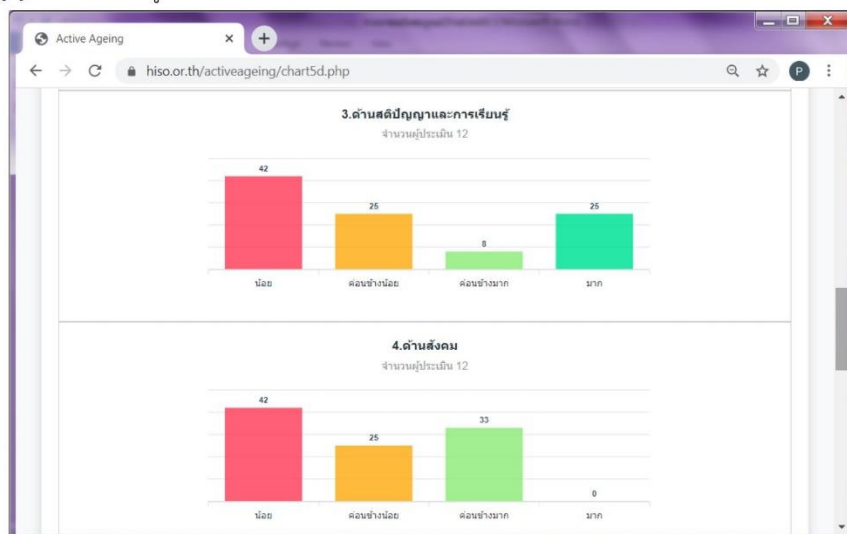 Active Ageing
hiso.or.th/activeageing/chart5d.php
P
3.ด้านสติปัญญาและการเรียนรู้
จำนวนผู้ประเมิน 12
42
25
8
25
น้อย
ค่อนข้างน้อย
ค่อนข้างมาก
มาก
4.ด้านสังคม
จำนวนผู้ประเมิน 12
42
25
33
0
น้อย
ค่อนข้างน้อย
ค่อนข้างมาก
มาก